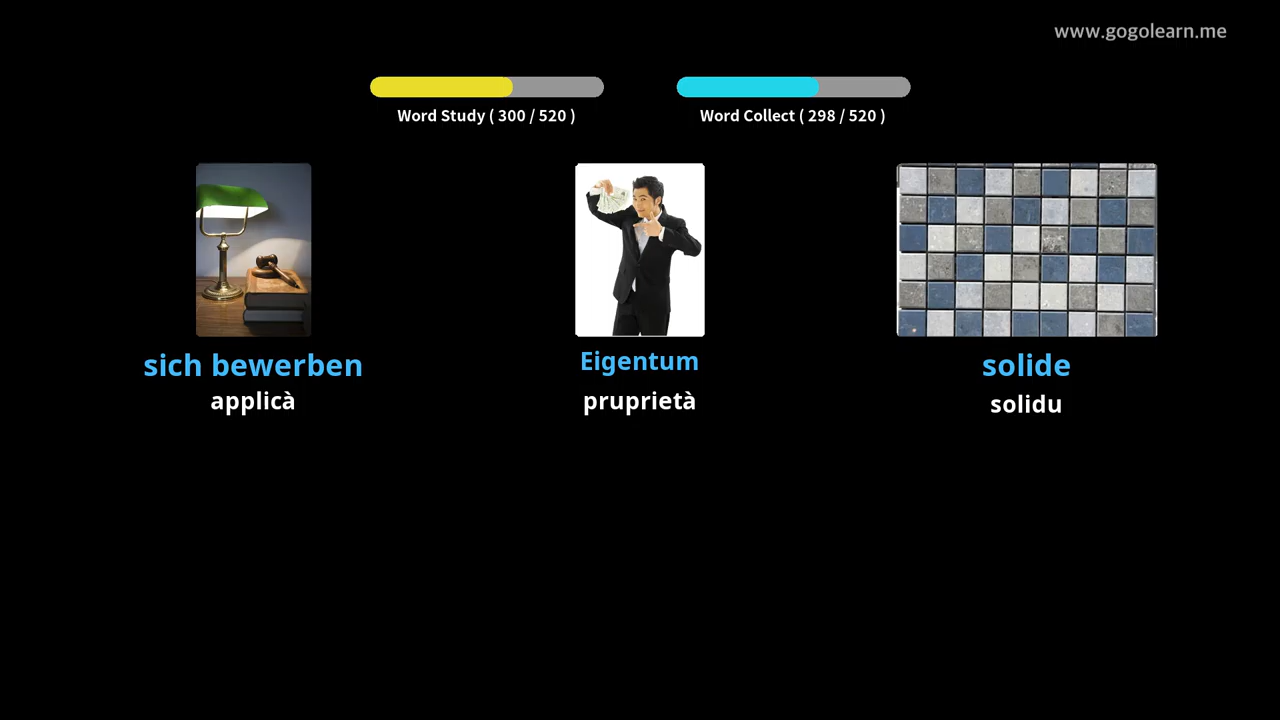 www.gogolearn.me
Word Study ( 300 / 520 )
Word Collect ( 298 / 520 )
sich bewerben
applicà
Eigentum
pruprietà
solide
solidu